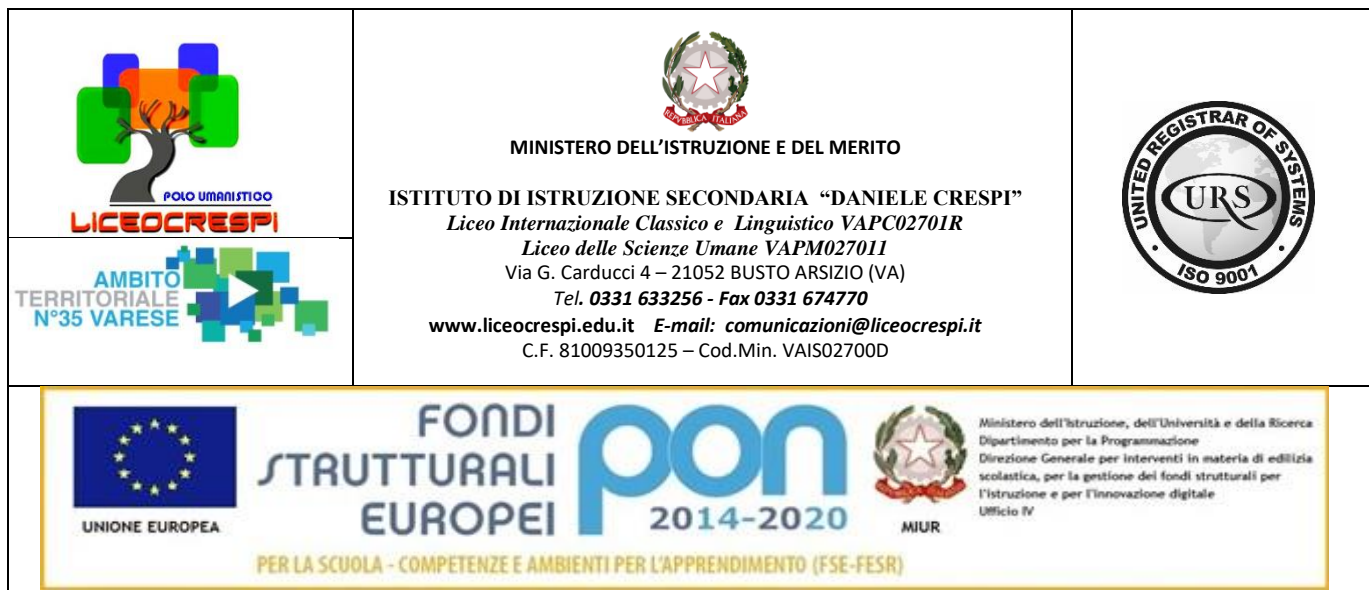 POLO UMANISTICO
LICEOCRESPI
AMBITO
TERRITORIALE
N°35 VARESE
REPVBBLICA ITALIANA
MINISTERO DELL’ISTRUZIONE E DEL MERITO
ISTITUTO DI ISTRUZIONE SECONDARIA “DANIELE CRESPI”
Liceo Internazionale Classico e Linguistico VAPC02701R
Liceo delle Scienze Umane VAPM027011
Via G. Carducci 4 – 21052 BUSTO ARSIZIO (VA)
Tel. 0331 633256 - Fax 0331 674770
www.liceocrespi.edu.it E-mail: comunicazioni@liceocrespi.it
C.F. 81009350125 – Cod.Min. VAIS02700D
UNITED REGISTRAR OF SYSTEMS
URS
ISO 9001
UNIONE EUROPEA
FONDI
STRUTTURALI
EUROPEI
pon
2014-2020
MIUR
Ministero dell'Istruzione, dell'Università e della Ricerca
Dipartimento per la Programmazione
Direzione Generale per interventi in materia di edilizia
scolastica, per la gestione dei fondi strutturali per
l'istruzione e per l'innovazione digitale
Ufficio IV
PER LA SCUOLA - COMPETENZE E AMBIENTI PER L'APPRENDIMENTO (FSE-FESR)